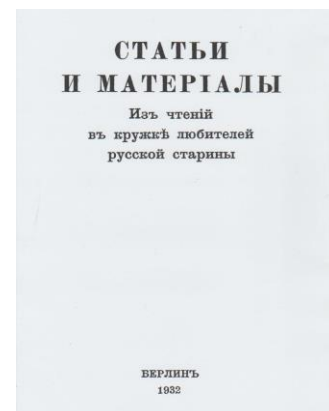 СТАТЬИ
И МАТЕРІАЛЫ
Изъ чтеній
въ кружкѣ любителей
русской старины
БЕРЛИНЪ
1932